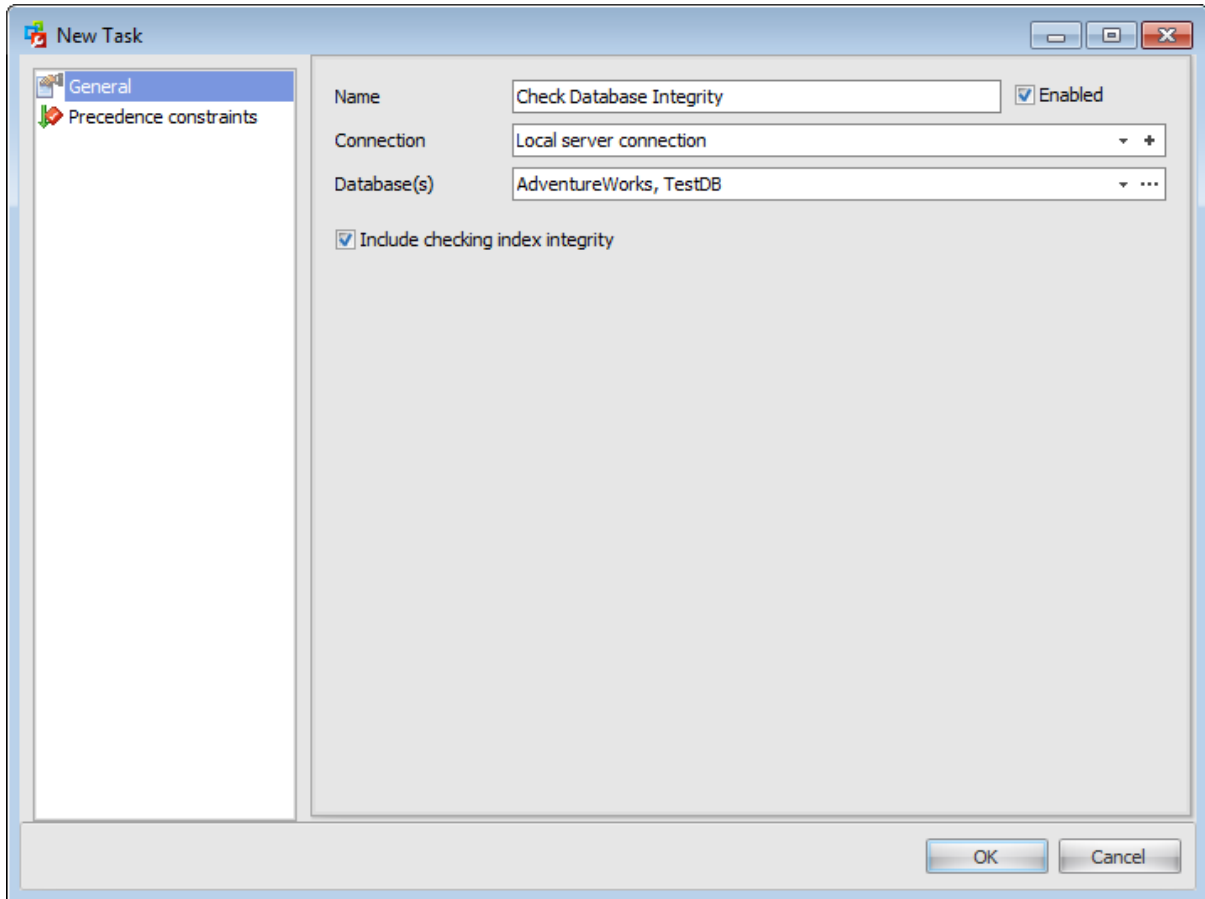 New Task
General
Precedence constraints
Name Check Database Integrity Enabled
Connection Local server connection
Database(s) AdventureWorks, TestDB
Include checking index integrity
OK Cancel